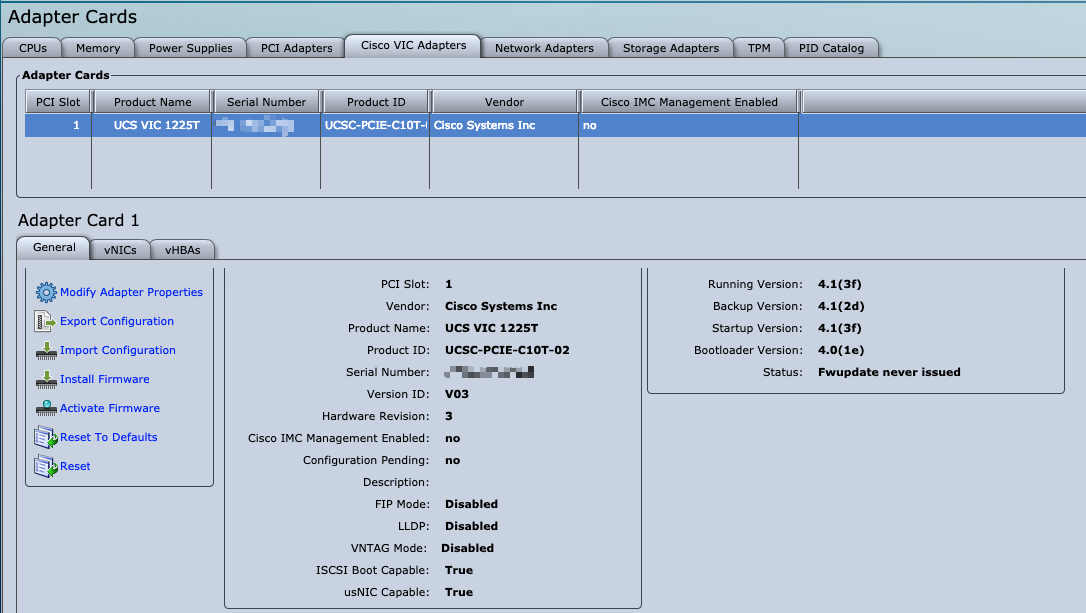 Adapter Cards
CPUs Memory Power Supplies PCI Adapters Cisco VIC Adapters Network Adapters Storage Adapters TPM PID Catalog
Adapter Cards
PCI Slot Product Name Serial Number Product ID Vendor Cisco IMC Management Enabled
1 UCS VIC 1225T UCSC-PCIE-C10T-( Cisco Systems Inc no
Adapter Card 1
General vNICs vHBAs
Modify Adapter Properties
Export Configuration
Import Configuration
Install Firmware
Activate Firmware
Reset To Defaults
Reset
PCI Slot: 1
Vendor: Cisco Systems Inc
Product Name: UCS VIC 1225T
Product ID: UCSC-PCIE-C10T-02
Serial Number:
Version ID: V03
Hardware Revision: 3
Cisco IMC Management Enabled: no
Configuration Pending: no
Description:
FIP Mode: Disabled
LLDP: Disabled
VNTAG Mode: Disabled
ISCSI Boot Capable: True
usNIC Capable: True
Running Version: 4.1(3f)
Backup Version: 4.1(2d)
Startup Version: 4.1(3f)
Bootloader Version: 4.0(1e)
Status: Fwupdate never issued